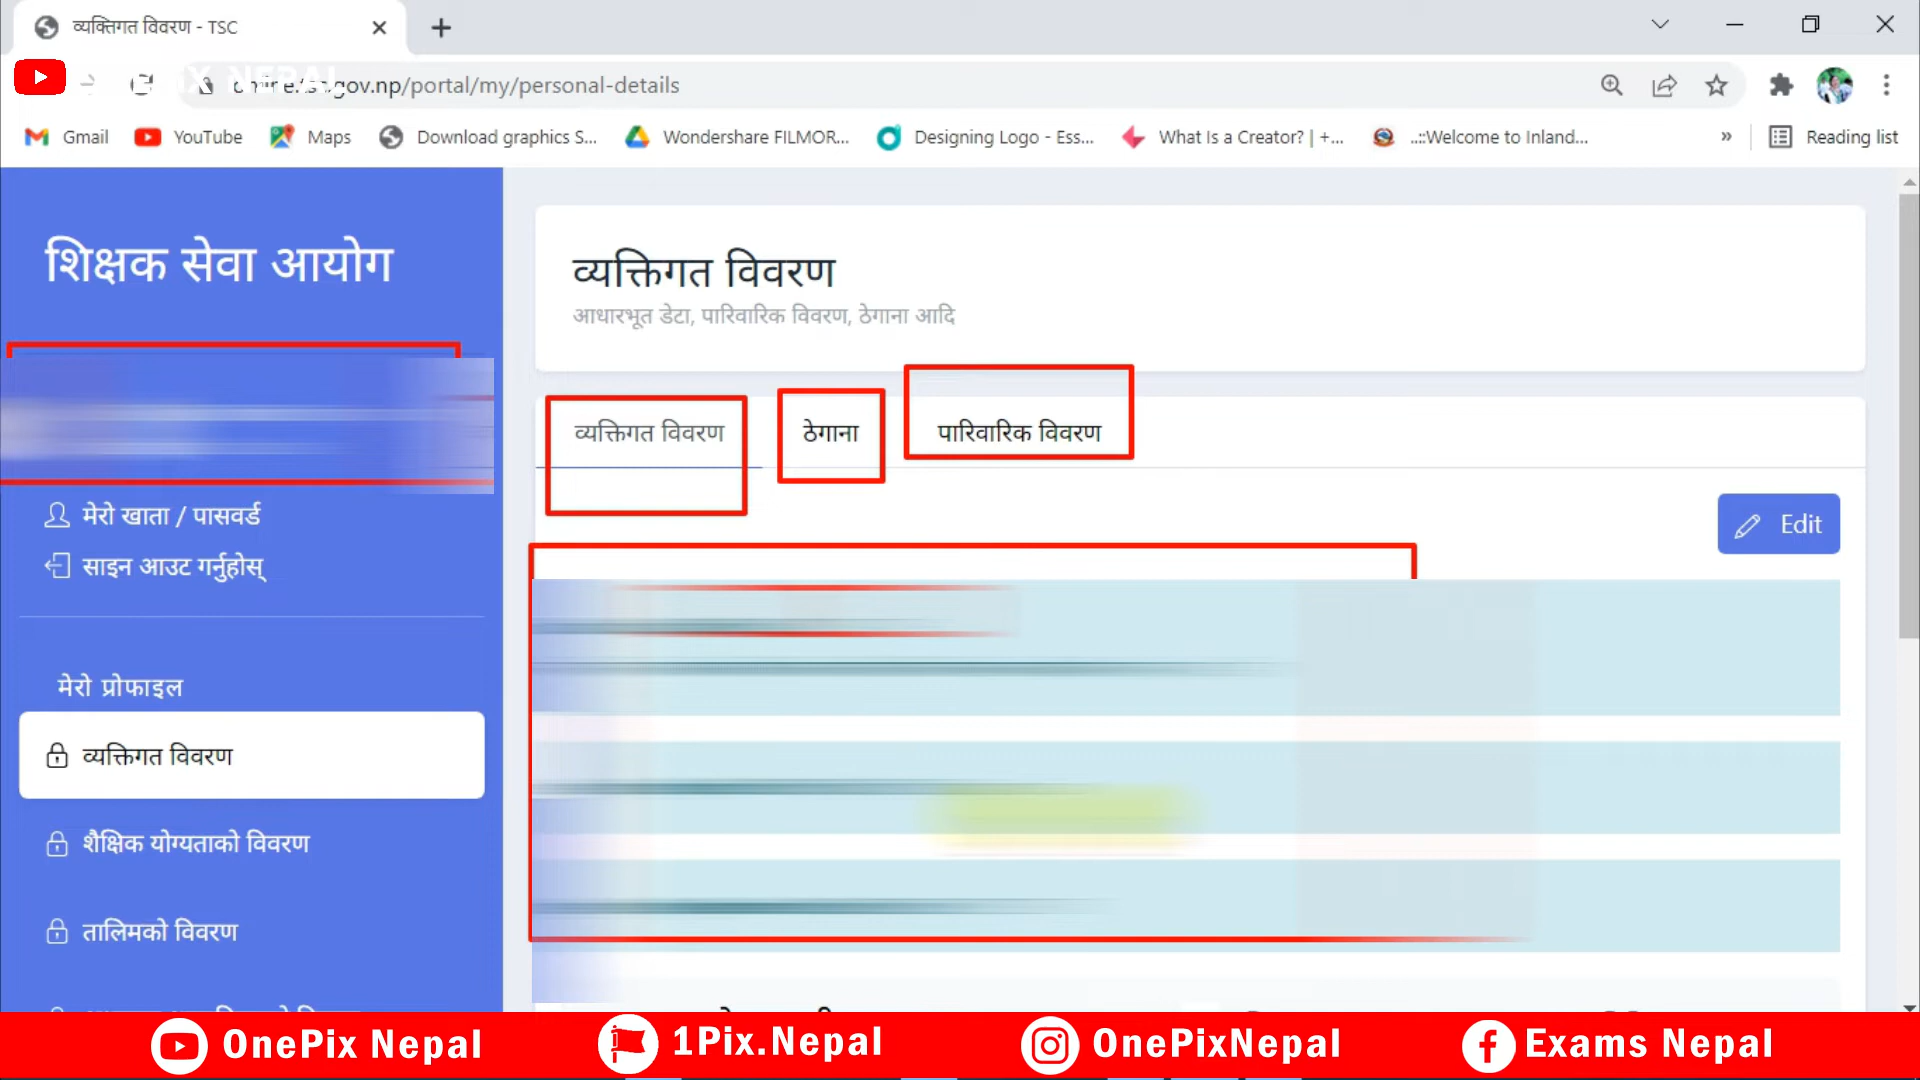 व्यक्तिगत विवरण - TSC
gov.np/portal/my/personal-details
Gmail
YouTube
Maps
Download graphics S...
Wondershare FILMOR...
Designing Logo - Ess...
What Is a Creator? | +...
..::Welcome to Inland...
»
Reading list
शिक्षक सेवा आयोग
मेरो खाता / पासवर्ड
साइन आउट गर्नुहोस्
मेरो प्रोफाइल
व्यक्तिगत विवरण
शैक्षिक योग्यताको विवरण
तालिमको विवरण
व्यक्तिगत विवरण
आधारभूत डेटा, पारिवारिक विवरण, ठेगाना आदि
व्यक्तिगत विवरण
ठेगाना
पारिवारिक विवरण
Edit
OnePix Nepal
1Pix.Nepal
OnePixNepal
Exams Nepal